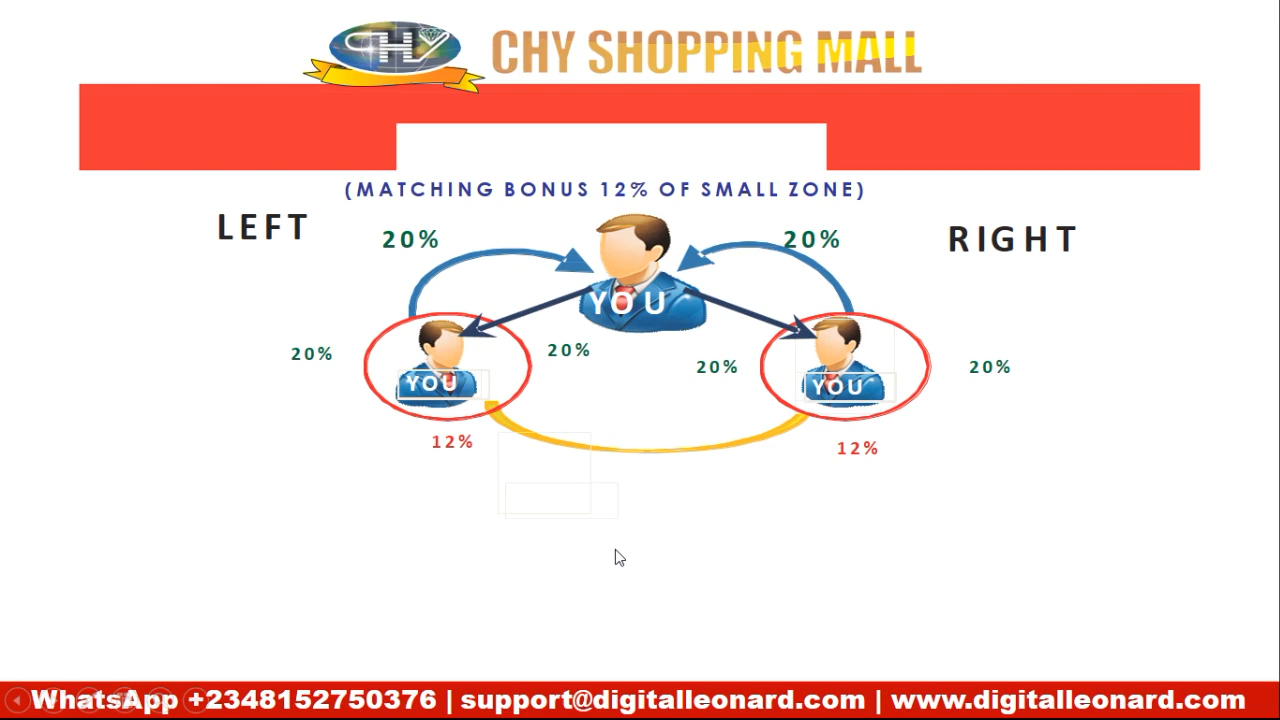 CHY
CHY SHOPPING MALL
(MATCHING BONUS 12% OF SMALL ZONE)
LEFT
20%
20%
RIGHT
YOU
20%
20%
20%
20%
YOU
YOU
12%
12%
WhatsApp +2348152750376 | support@digitalleonard.com | www.digitalleonard.com